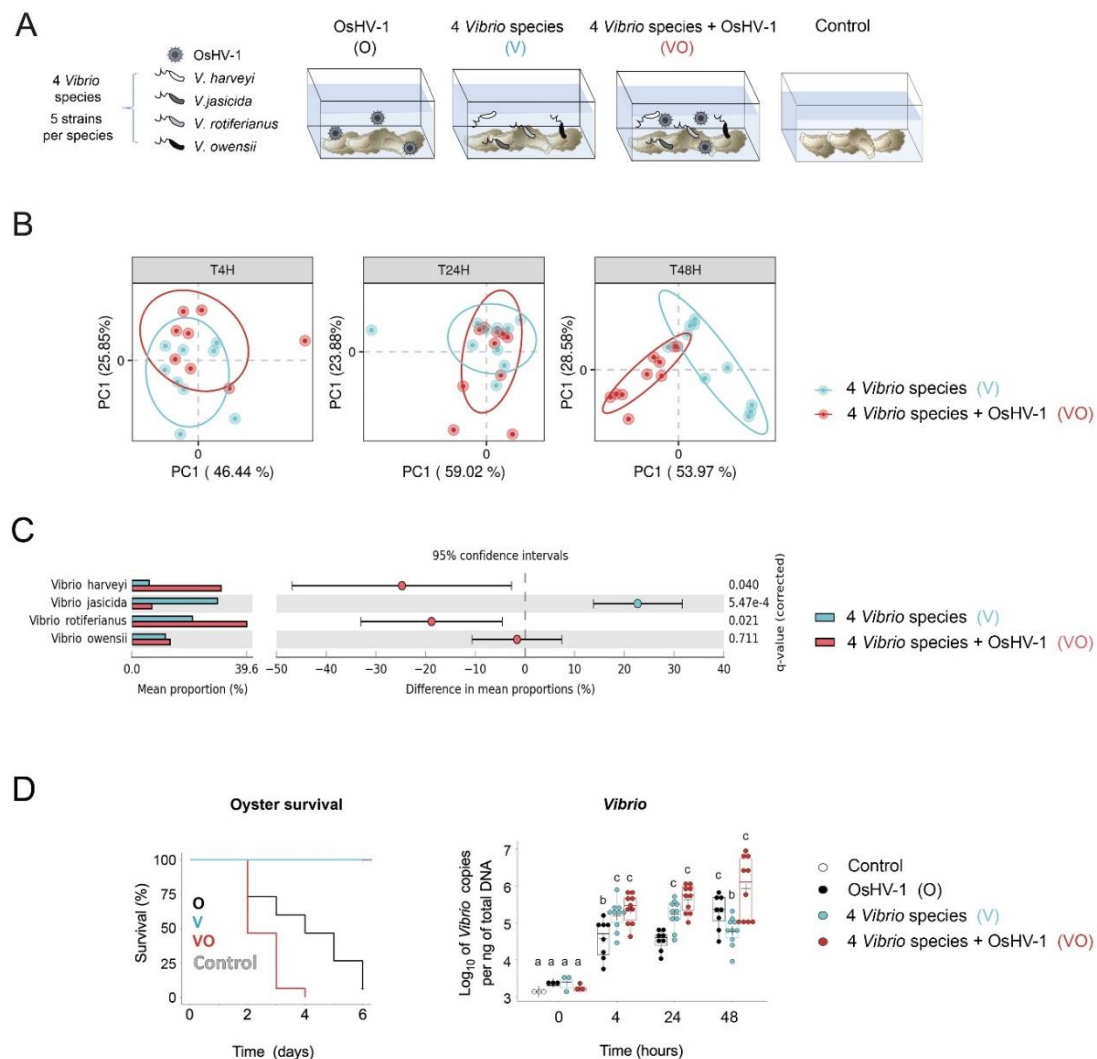 A
OsHV-1
(O)
4 Vibrio species
(V)
4 Vibrio species + OsHV-1
(VO)
Control
4 Vibrio
species
5 strains
per species
OsHV-1
V. harveyi
V.jasicida
V. rotiferianus
V. owensii
B
T4H
T24H
T48H
PC1 (25.85%)
0
0
PC1 ( 46.44 %)
PC1 (23.88%)
0
0
PC1 ( 59.02 %)
PC1 (28.58%)
0
0
PC1 ( 53.97 %)
4 Vibrio species (V)
4 Vibrio species + OsHV-1 (VO)
C
95% confidence intervals
Vibrio harveyi
Vibrio jasicida
Vibrio rotiferianus
Vibrio owensii
0.040
5.47e-4
0.021
0.711
q-value (corrected)
0.0 39.6
Mean proportion (%)
−50 −40 −30 −20 −10 0 10 20 30 40
Difference in mean proportions (%)
4 Vibrio species (V)
4 Vibrio species + OsHV-1 (VO)
D
Oyster survival
Survival (%)
100
75
50
25
0
O
V
VO
Control
0 2 4 6
Time (days)
Vibrio
Log10 of Vibrio copies
per ng of total DNA
7
6
5
4
3
a a a a
b c c
c c
c b c
0 4 24 48
Time (hours)
Control
OsHV-1 (O)
4 Vibrio species (V)
4 Vibrio species + OsHV-1 (VO)